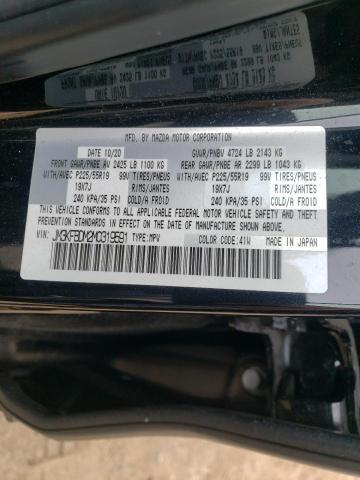 MFD. BY MAZDA MOTOR CORPORATION
DATE 10/20 GVWR/PNBV 4724 LB 2143 KG
FRONT GAWR/PNBE AV 2425 LB 1100 KG REAR GAWR/PNBE AR 2299 LB 1043 KG
WITH/AVEC P225/55R19 99V TIRES/PNEUS WITH/AVEC P225/55R19 99V TIRES/PNEUS
19X7J RIMS/JANTES 19X7J RIMS/JANTES
240 KPA/35 PSI COLD/A FROID 240 KPA/35 PSI COLD/A
THIS VEHICLE CONFORMS TO ALL APPLICABLE FEDERAL MOTOR VEHICLE SAFETY,
BUMPER, AND THEFT PREVENTION STANDARDS IN EFFECT ON THE DATE OF MANUFACTURE SHOWN ABOVE.
VIN: JM3KFBDM2M0319591 TYPE: MPV COLOR CODE: 41W MADE IN JAPAN